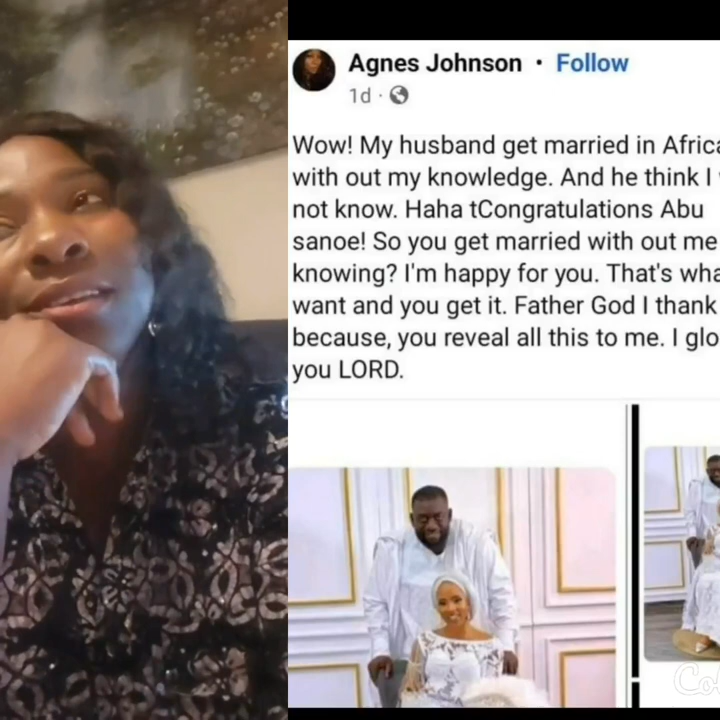 Agnes Johnson • Follow
1d ·
Wow! My husband get married in Africa
with out my knowledge. And he think I
not know. Haha tCongratulations Abu
sanoe! So you get married with out me
knowing? I'm happy for you. That's wha
want and you get it. Father God I thank
because, you reveal all this to me. I glo
you LORD.
Col